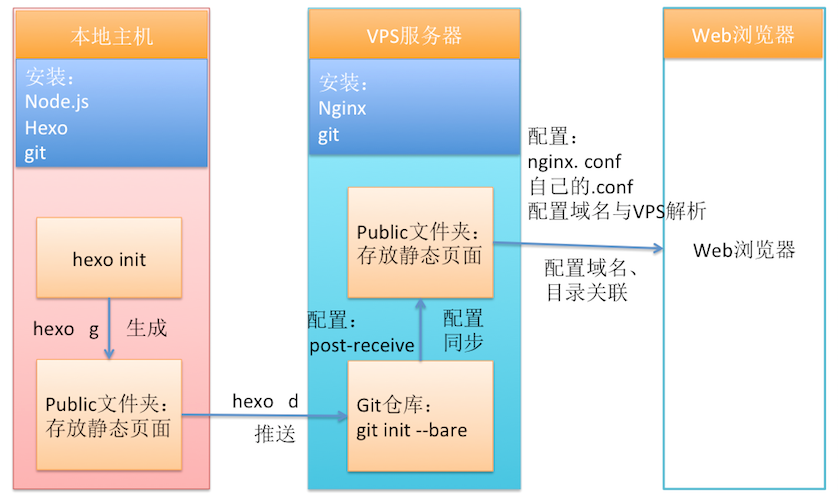 本地主机
安装：
Node.js
Hexo
git
hexo init
hexo g 生成
Public文件夹：
存放静态页面
hexo d
推送
VPS服务器
安装：
Nginx
git
Public文件夹：
存放静态页面
配置：
post-receive
配置
同步
Git仓库：
git init --bare
配置：
nginx. conf
自己的.conf
配置域名与VPS解析
配置域名、
目录关联
Web浏览器
Web浏览器